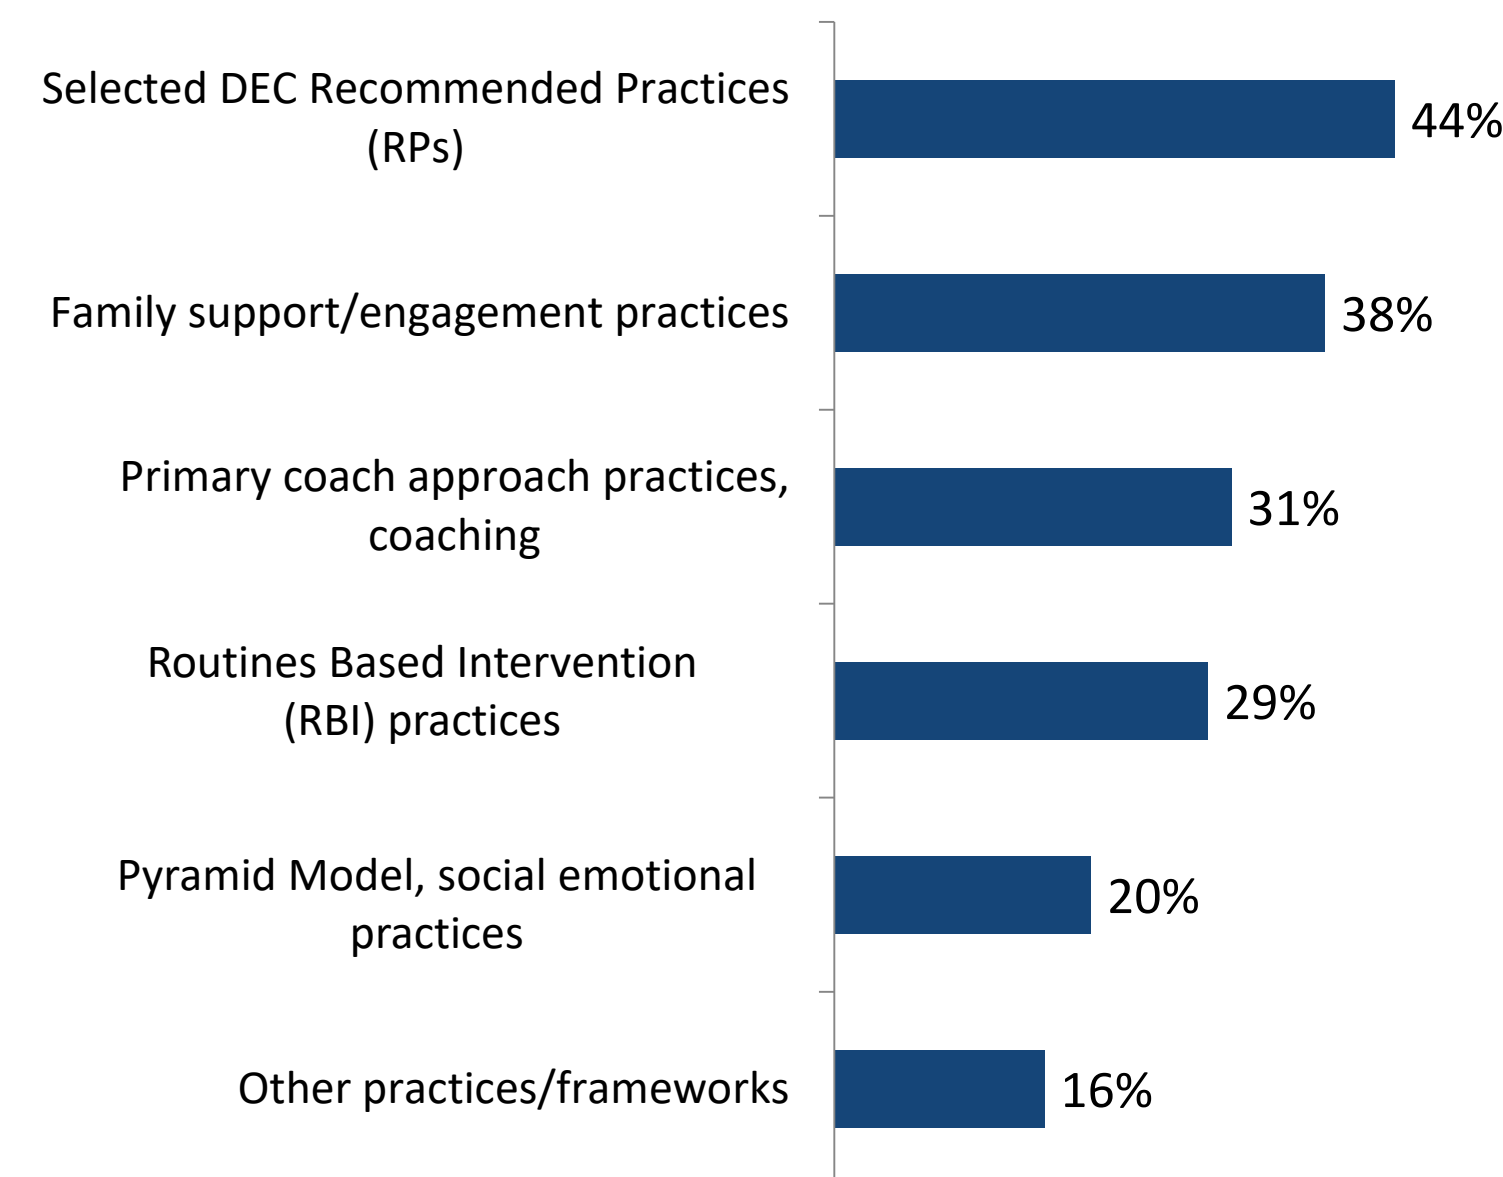 Selected DEC Recommended Practices
(RPs)
44%
Family support/engagement practices
38%
Primary coach approach practices,
coaching
31%
Routines Based Intervention
(RBI) practices
29%
Pyramid Model, social emotional
practices
20%
Other practices/frameworks
16%